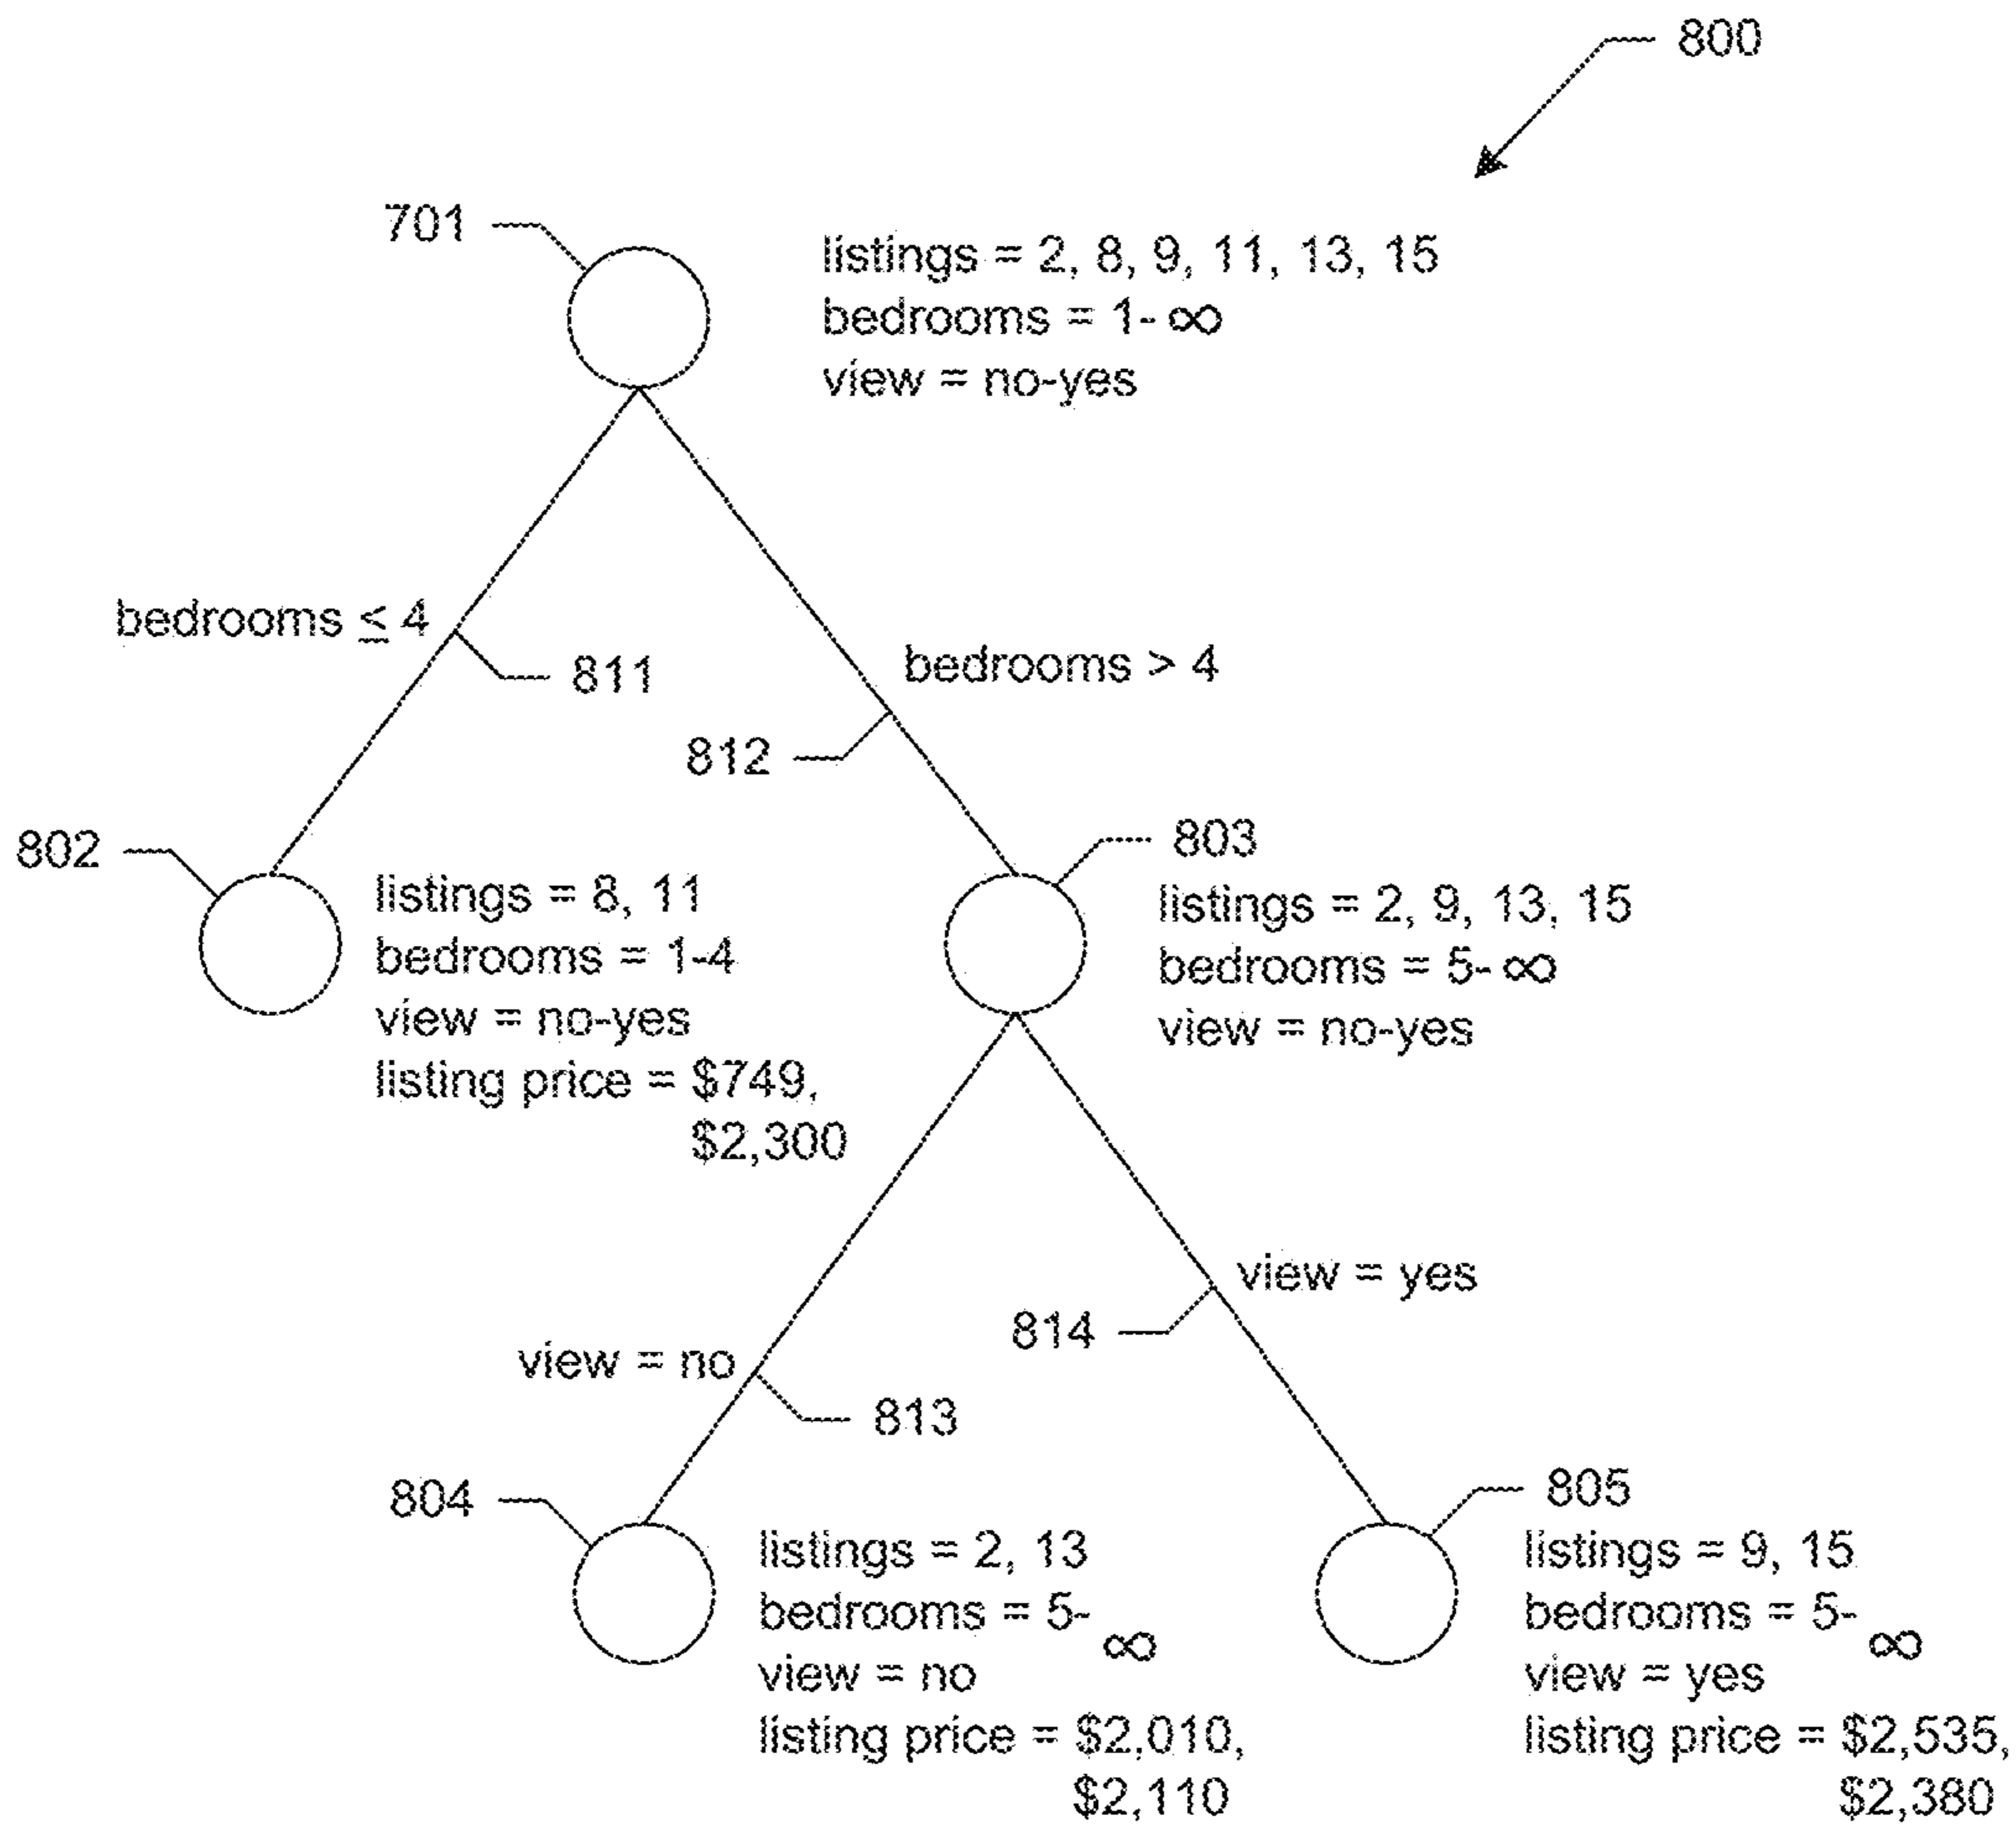 800
701
listings = 2, 8, 9, 11, 13, 15
bedrooms = 1-∞
view = no-yes
bedrooms ≤ 4
811
bedrooms > 4
812
802
listings = 8, 11
bedrooms = 1-4
view = no-yes
listing price = $749,
$2,300
803
listings = 2, 9, 13, 15
bedrooms = 5-∞
view = no-yes
view = yes
814
view = no
813
804
listings = 2, 13
bedrooms = 5-∞
view = no
listing price = $2,010,
$2,110
805
listings = 9, 15
bedrooms = 5-∞
view = yes
listing price = $2,535,
$2,380